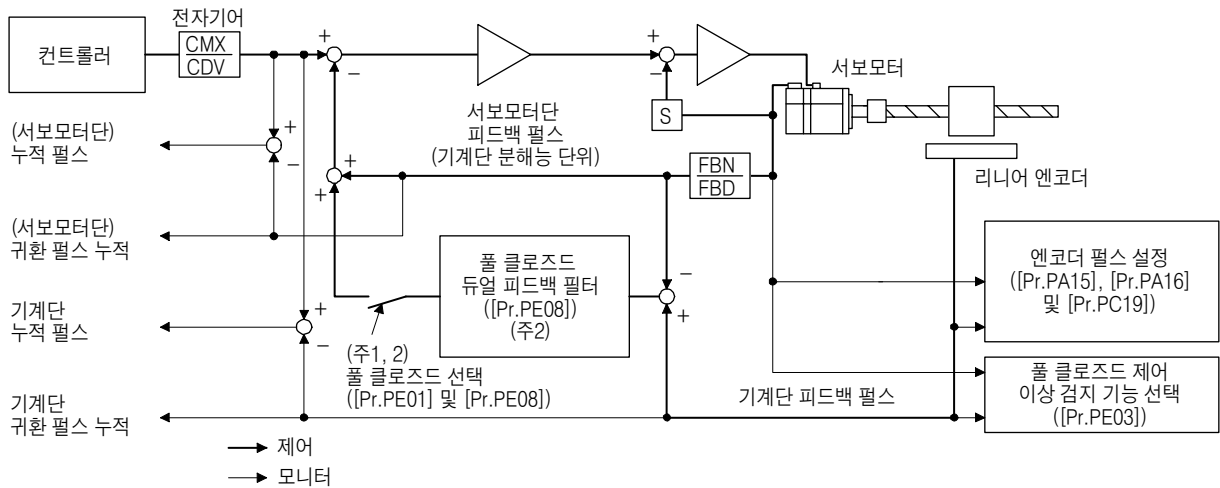 컨트롤러
전자기어
CMX
CDV
+
−
+
−
S
서보모터
리니어 엔코더
(서보모터단)
누적 펄스
+
−
서보모터단
피드백 펄스
(기계단 분해능 단위)
+
+
FBN
FBD
(서보모터단)
귀환 펄스 누적
풀 클로즈드
듀얼 피드백 필터
([Pr.PE08])
(주2)
−
+
엔코더 펄스 설정
([Pr.PA15], [Pr.PA16]
및 [Pr.PC19])
기계단
누적 펄스
+
−
(주1, 2)
풀 클로즈드 선택
([Pr.PE01] 및 [Pr.PE08])
기계단 피드백 펄스
풀 클로즈드 제어
이상 검지 기능 선택
([Pr.PE03])
기계단
귀환 펄스 누적
제어
모니터